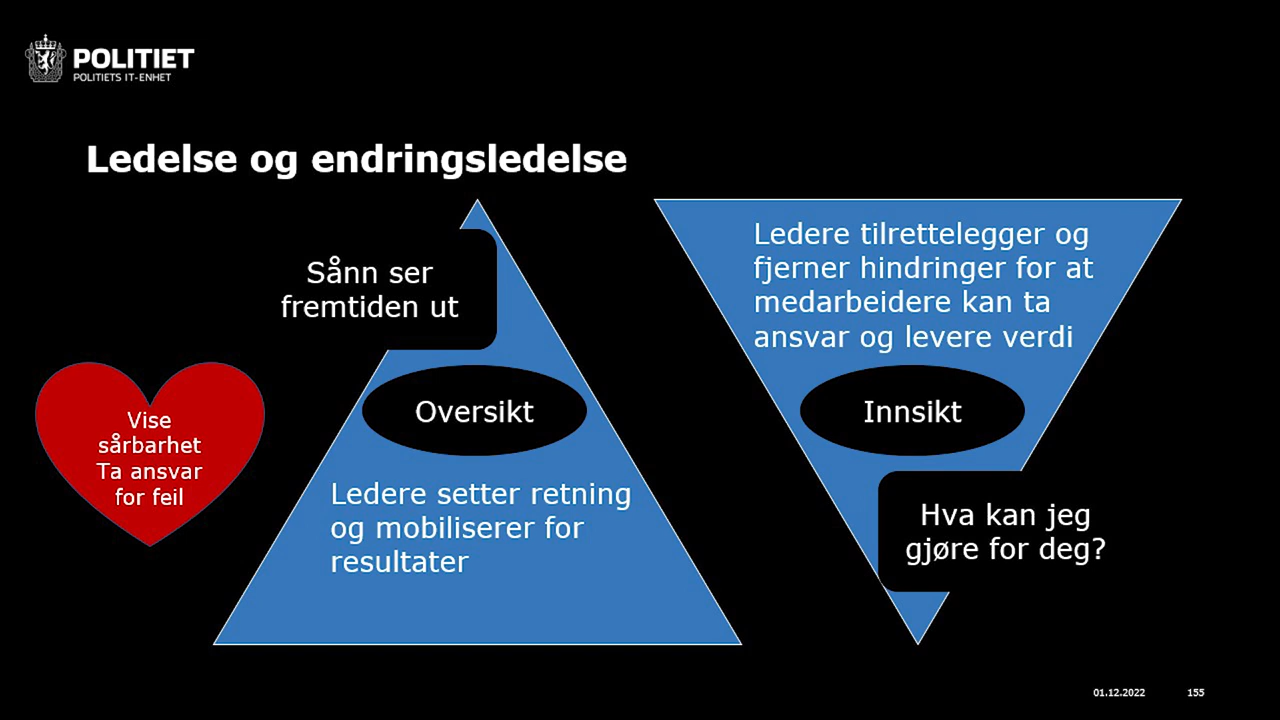 POLITIET
POLITIETS IT-ENHET
Ledelse og endringsledelse
Sånn ser
fremtiden ut
Oversikt
Ledere setter retning
og mobiliserer for
resultater
Vise
sårbarhet
Ta ansvar
for feil
Ledere tilrettelegger og
fjerner hindringer for at
medarbeidere kan ta
ansvar og levere verdi
Innsikt
Hva kan jeg
gjøre for deg?
01.12.2022
155